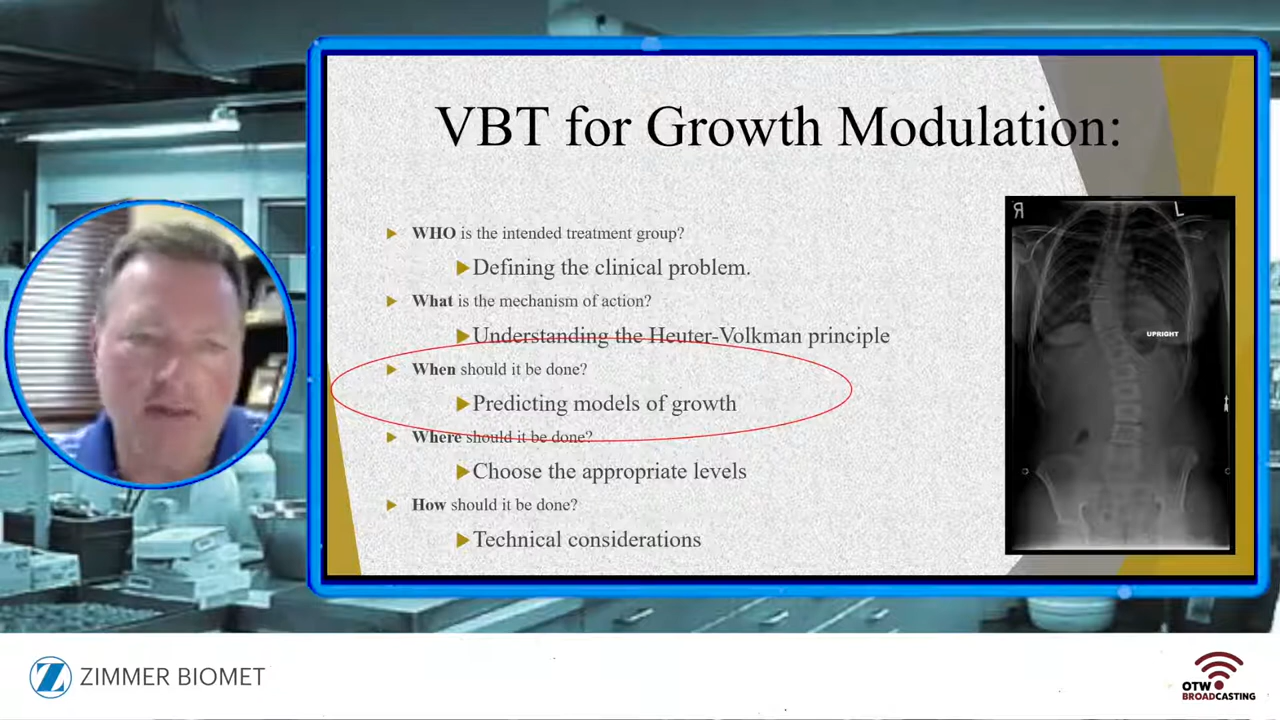 VBT for Growth Modulation:
WHO is the intended treatment group?
Defining the clinical problem.
What is the mechanism of action?
Understanding the Heuter-Volkman principle
When should it be done?
Predicting models of growth
Where should it be done?
Choose the appropriate levels
How should it be done?
Technical considerations
R
L
UPRIGHT
Z ZIMMER BIOMET
OTW
BROADCASTING